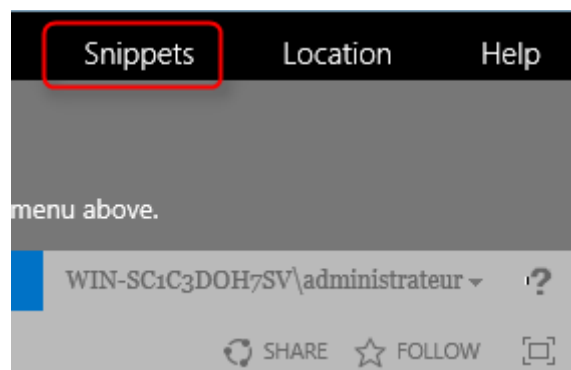 Snippets Location Help
menu above.
WIN-SC1C3DOH7SV\administrateur ?
SHARE FOLLOW